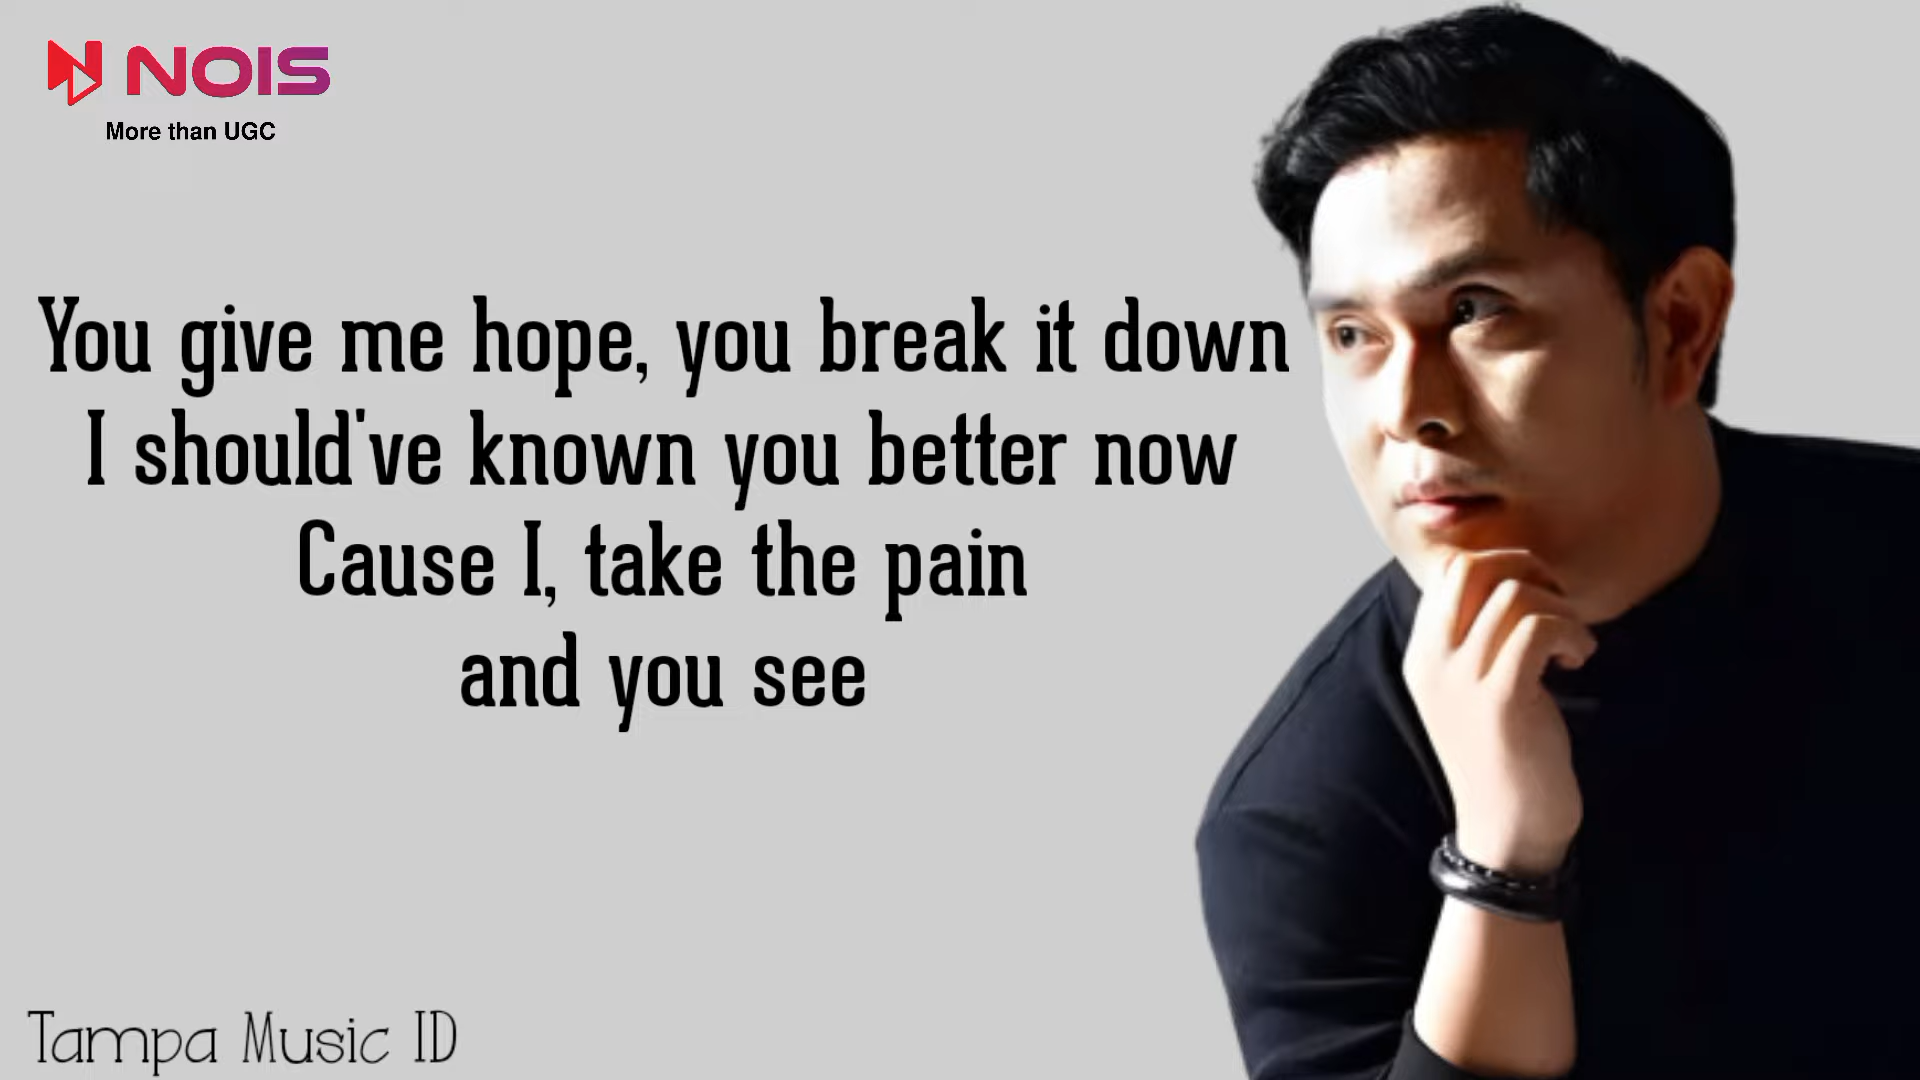 NOIS
More than UGC
You give me hope, you break it down
I should've known you better now
Cause I, take the pain
and you see
Tampa Music ID